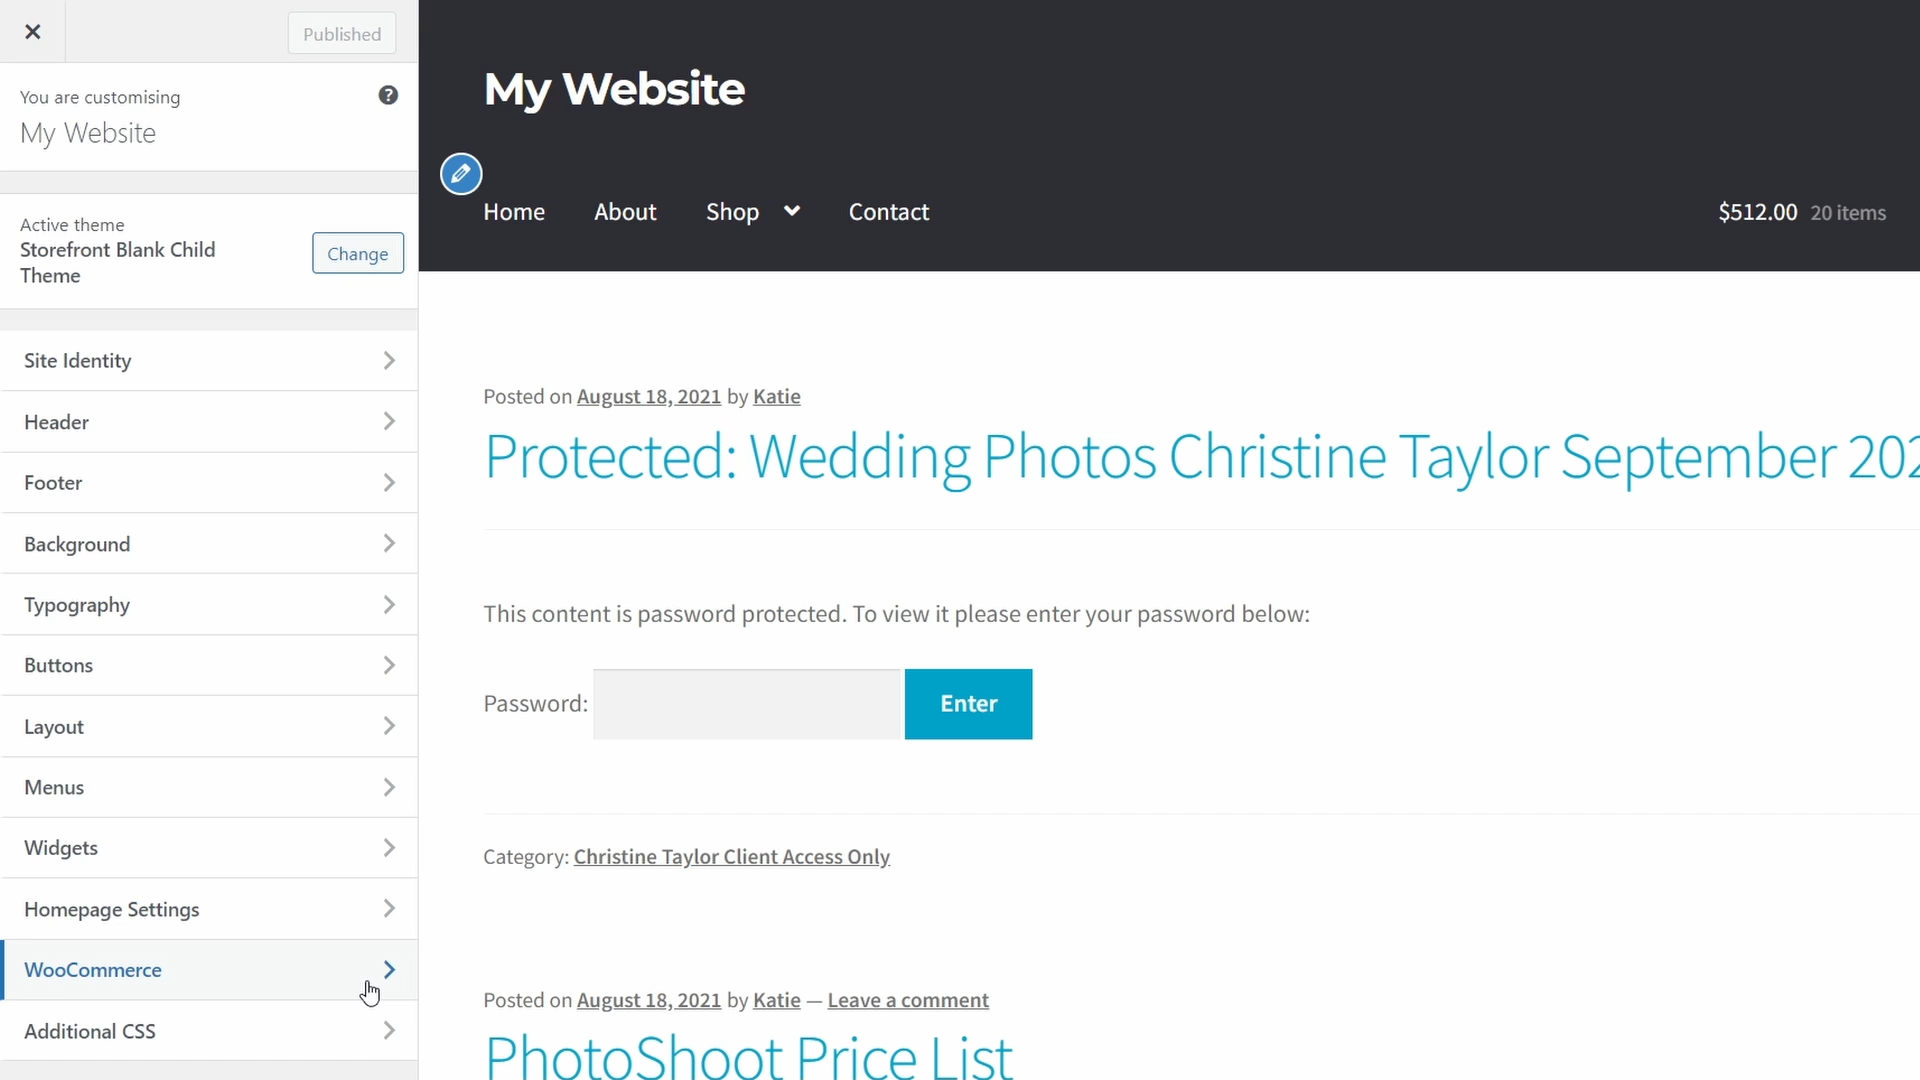 Published
You are customising
My Website
Active theme
Storefront Blank Child
Theme
Change
Site Identity
Header
Footer
Background
Typography
Buttons
Layout
Menus
Widgets
Homepage Settings
WooCommerce
Additional CSS
My Website
Home About Shop Contact
$512.00 20 items
Posted on August 18, 2021 by Katie
Protected: Wedding Photos Christine Taylor September 202
This content is password protected. To view it please enter your password below:
Password: Enter
Category: Christine Taylor Client Access Only
Posted on August 18, 2021 by Katie — Leave a comment
PhotoShoot Price List